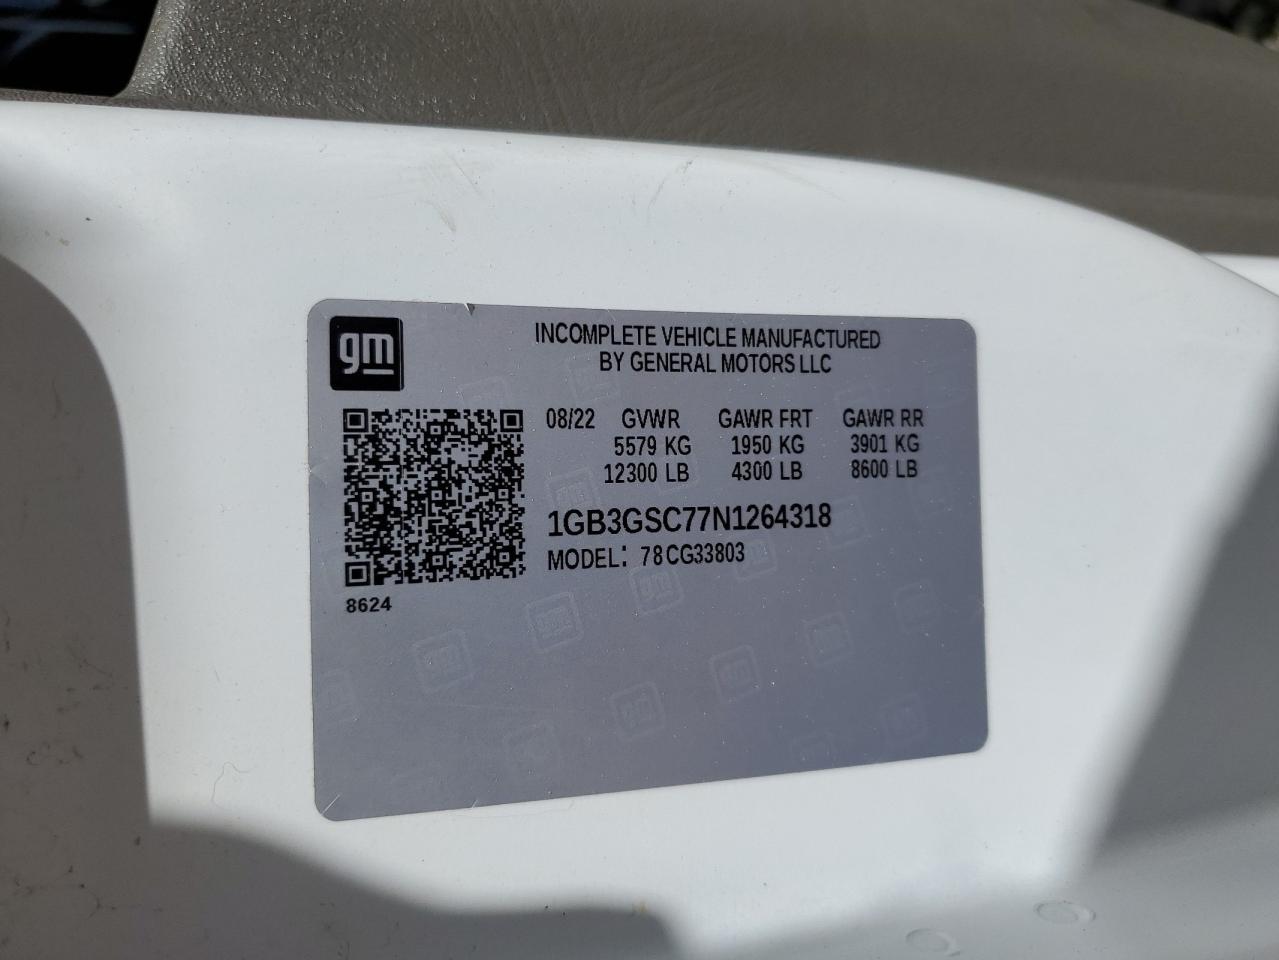 gm
INCOMPLETE VEHICLE MANUFACTURED
BY GENERAL MOTORS LLC
08/22 GVWR GAWR FRT GAWR RR
5579 KG 1950 KG 3901 KG
12300 LB 4300 LB 8600 LB
1GB3GSC77N1264318
MODEL: 78CG33803
8624